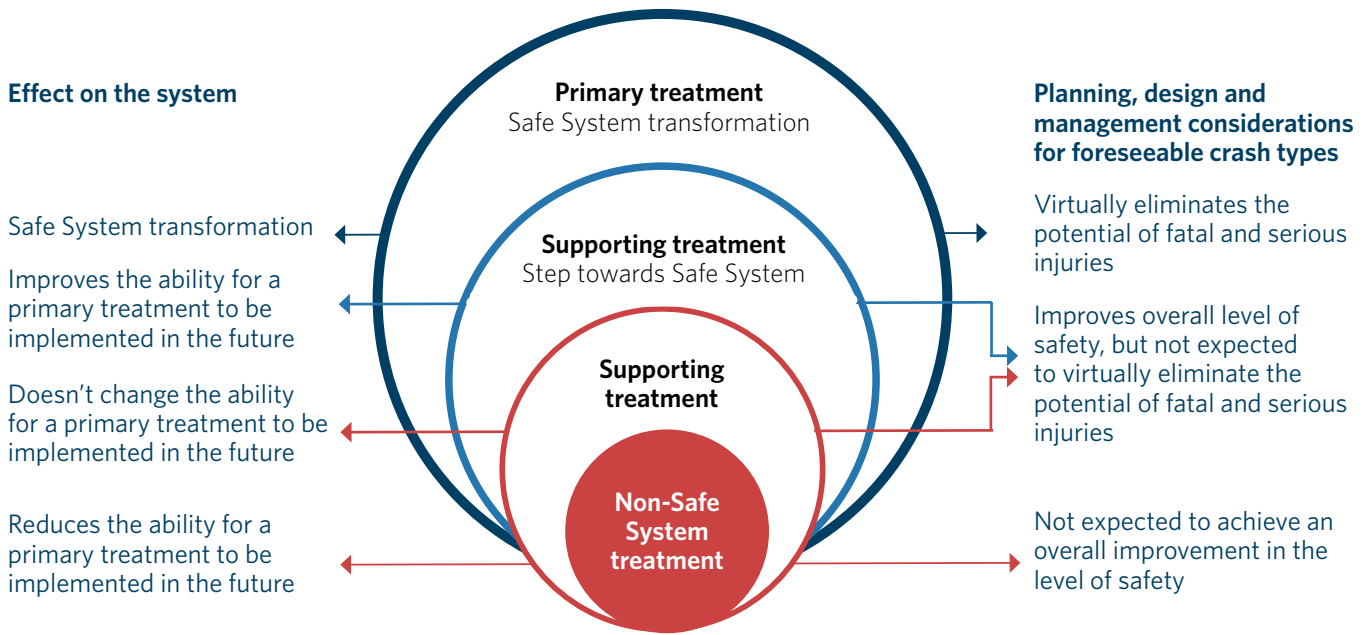 Effect on the system
Safe System transformation
Improves the ability for a
primary treatment to be
implemented in the future
Doesn't change the ability
for a primary treatment to be
implemented in the future
Reduces the ability for a
primary treatment to be
implemented in the future
Primary treatment
Safe System transformation
Supporting treatment
Step towards Safe System
Supporting
treatment
Non-Safe
System
treatment
Planning, design and
management considerations
for foreseeable crash types
Virtually eliminates the
potential of fatal and serious
injuries
Improves overall level of
safety, but not expected
to virtually eliminate the
potential of fatal and serious
injuries
Not expected to achieve an
overall improvement in the
level of safety